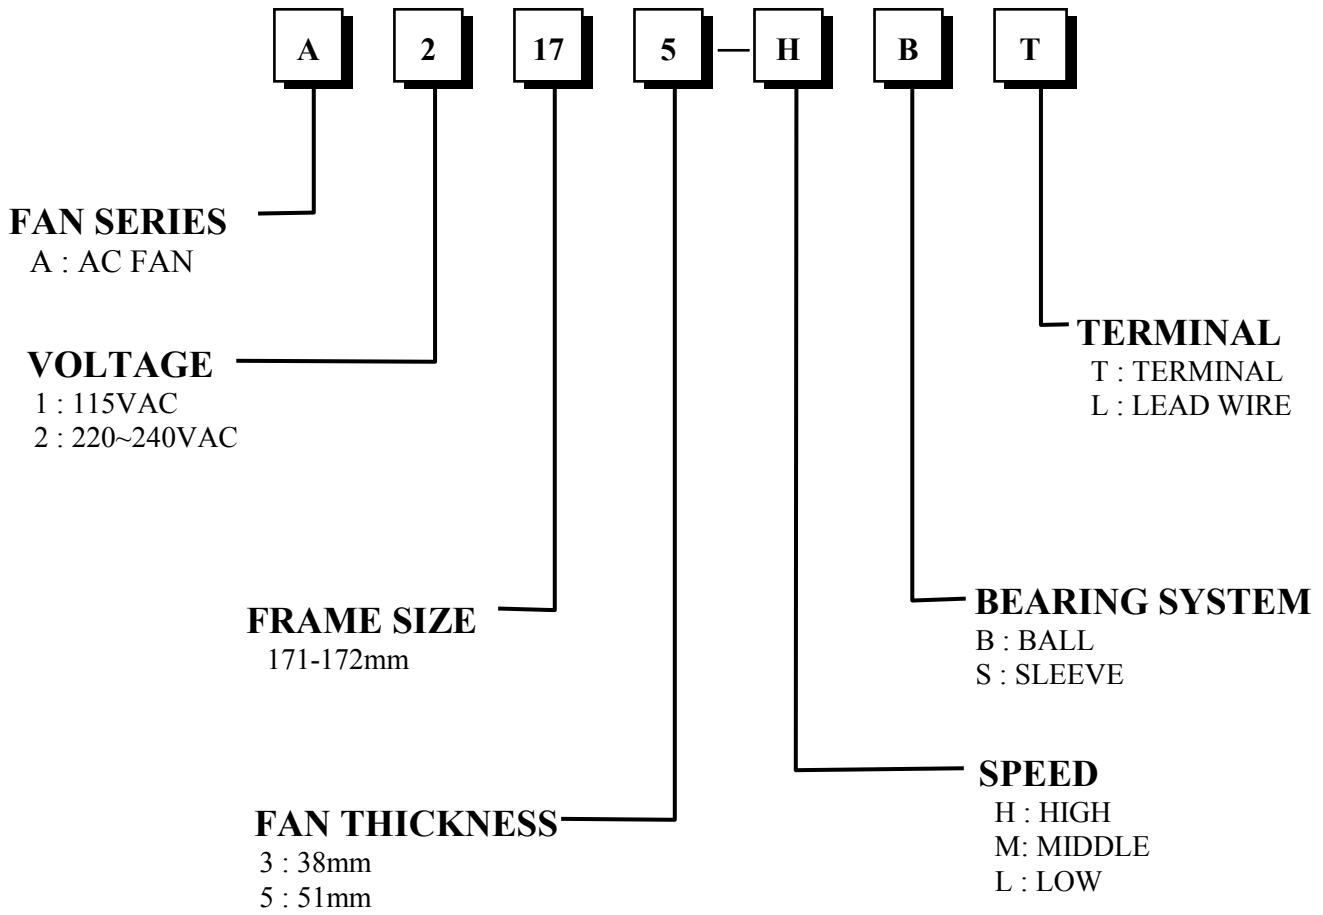 A 2 17 5 — H B T
FAN SERIES
A : AC FAN
VOLTAGE
1 : 115VAC
2 : 220~240VAC
TERMINAL
T : TERMINAL
L : LEAD WIRE
FRAME SIZE
171-172mm
BEARING SYSTEM
B : BALL
S : SLEEVE
FAN THICKNESS
3 : 38mm
5 : 51mm
SPEED
H : HIGH
M: MIDDLE
L : LOW